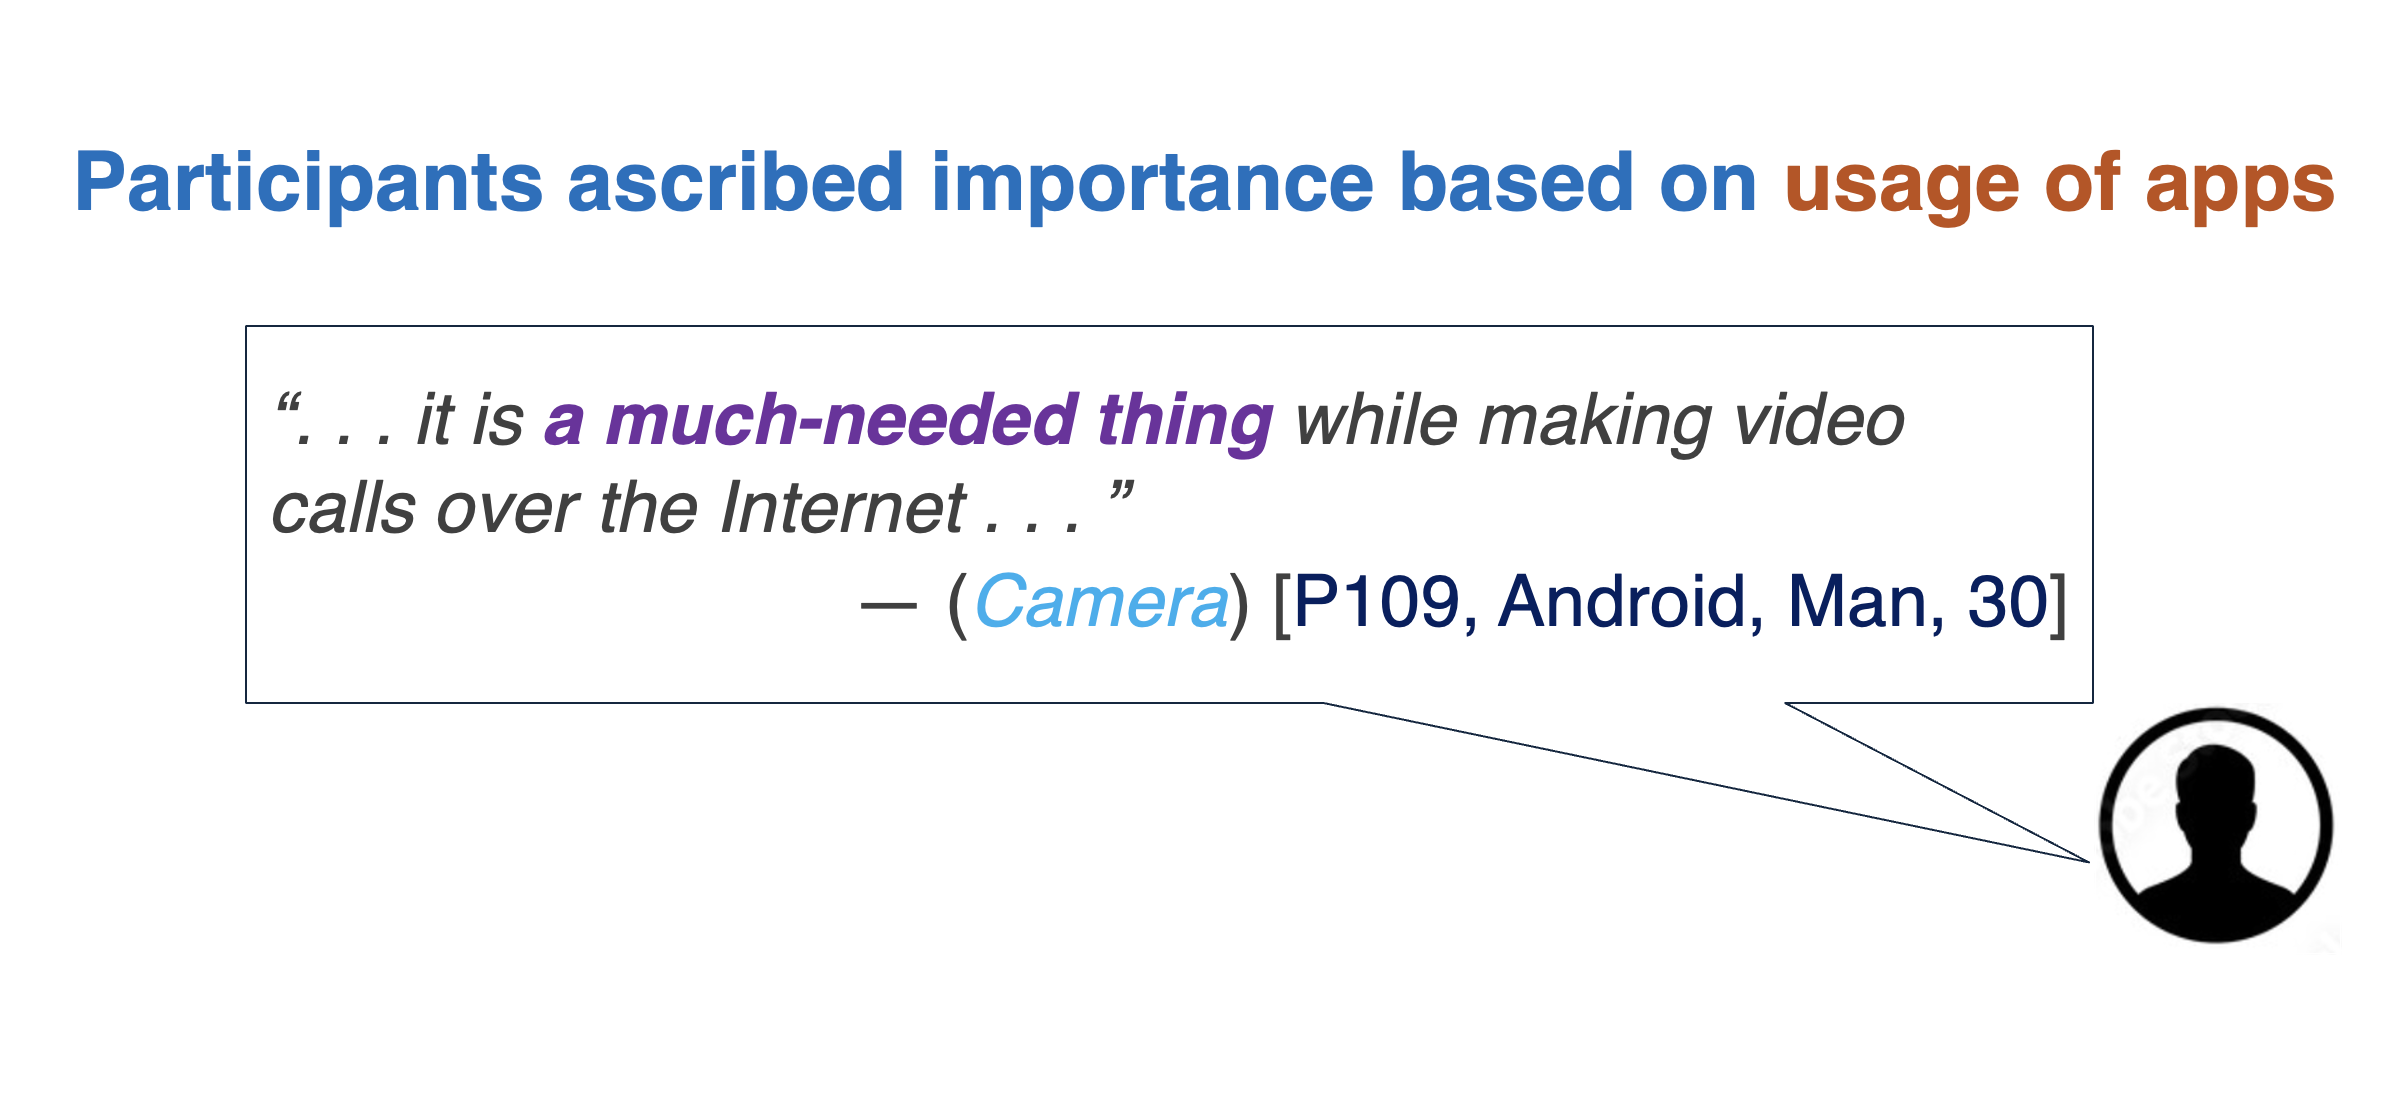 Participants ascribed importance based on usage of apps
“. . . it is a much-needed thing while making video
calls over the Internet . . . ”
— (Camera) [P109, Android, Man, 30]